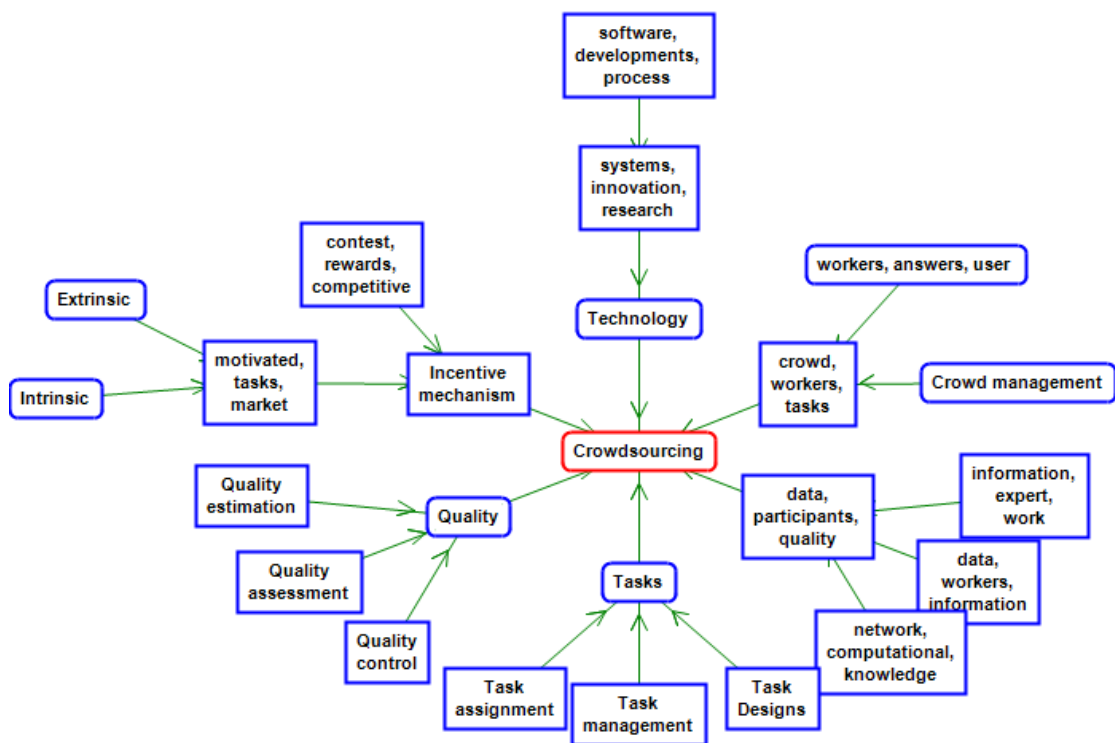 software,
developments,
process
systems,
innovation,
research
contest,
rewards,
competitive
workers, answers, user
Extrinsic
Technology
motivated,
tasks,
market
Incentive
mechanism
crowd,
workers,
tasks
Crowd management
Intrinsic
Crowdsourcing
Quality
estimation
Quality
data,
participants,
quality
information,
expert,
work
Quality
assessment
Tasks
data,
workers,
information
Quality
control
network,
computational,
knowledge
Task
assignment
Task
management
Task
Designs